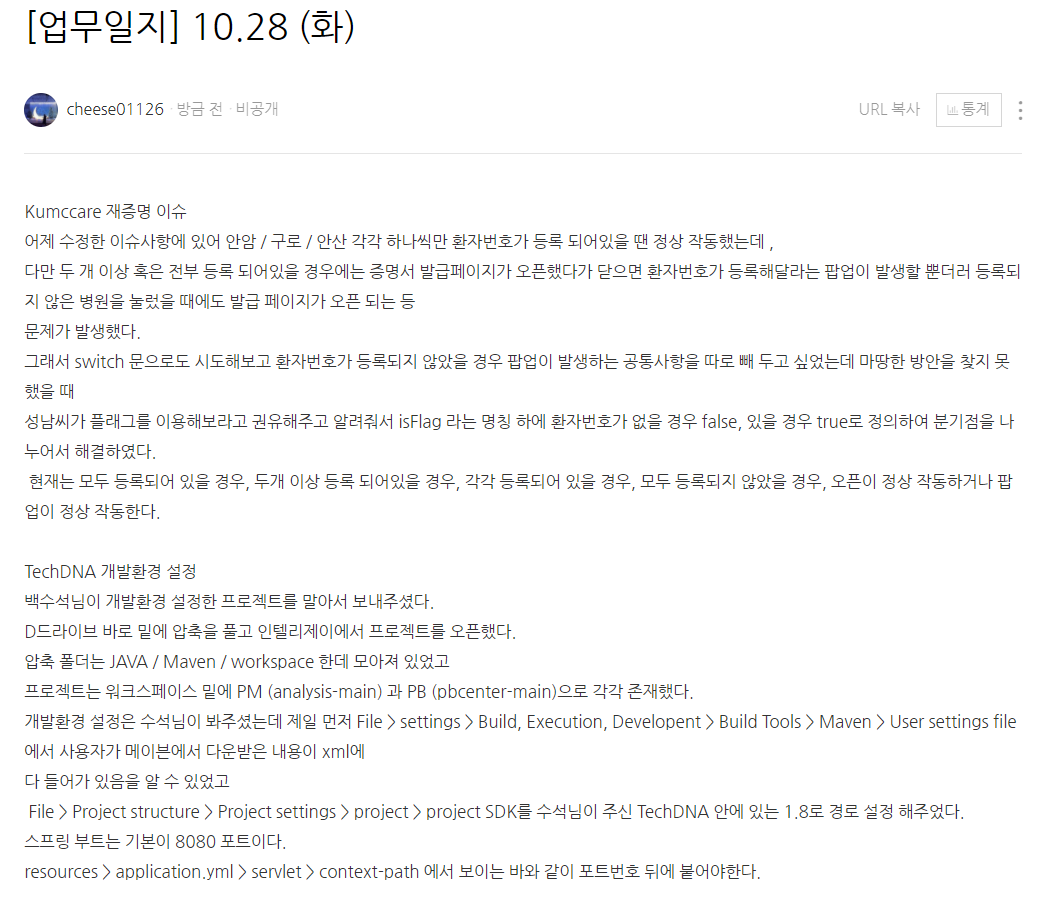 [업무일지] 10.28 (화)
cheese01126 · 방금 전 · 비공개
URL 복사 통계
Kumccare 재증명 이슈
어제 수정한 이슈사항에 있어 안암 / 구로 / 안산 각각 하나씩만 환자번호가 등록 되어있을 땐 정상 작동했는데 ,
다만 두 개 이상 혹은 전부 등록 되어있을 경우에는 증명서 발급페이지가 오픈했다가 닫으면 환자번호가 등록해달라는 팝업이 발생할 뿐더러 등록되
지 않은 병원을 눌렀을 때에도 발급 페이지가 오픈 되는 등
문제가 발생했다.
그래서 switch 문으로도 시도해보고 환자번호가 등록되지 않았을 경우 팝업이 발생하는 공통사항을 따로 빼 두고 싶었는데 마땅한 방안을 찾지 못
했을 때
성남씨가 플래그를 이용해보라고 권유해주고 알려줘서 isFlag 라는 명칭 하에 환자번호가 없을 경우 false, 있을 경우 true로 정의하여 분기점을 나
누어서 해결하였다.
현재는 모두 등록되어 있을 경우, 두개 이상 등록 되어있을 경우, 각각 등록되어 있을 경우, 모두 등록되지 않았을 경우, 오픈이 정상 작동하거나 팝
업이 정상 작동한다.
TechDNA 개발환경 설정
백수석님이 개발환경 설정한 프로젝트를 말아서 보내주셨다.
D드라이브 바로 밑에 압축을 풀고 인텔리제이에서 프로젝트를 오픈했다.
압축 폴더는 JAVA / Maven / workspace 한데 모아져 있었고
프로젝트는 워크스페이스 밑에 PM (analysis-main) 과 PB (pbcenter-main)으로 각각 존재했다.
개발환경 설정은 수석님이 봐주셨는데 제일 먼저 File > settings > Build, Execution, Developent > Build Tools > Maven > User settings file
에서 사용자가 메이븐에서 다운받은 내용이 xml에
다 들어가 있음을 알 수 있었고
File > Project structure > Project settings > project > project SDK를 수석님이 주신 TechDNA 안에 있는 1.8로 경로 설정 해주었다.
스프링 부트는 기본이 8080 포트이다.
resources > application.yml > servlet > context-path 에서 보이는 바와 같이 포트번호 뒤에 붙어야한다.